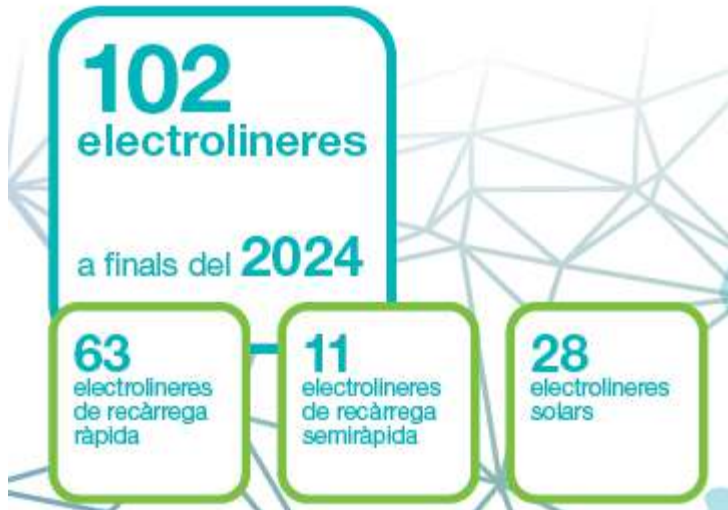 102
electrolineres
a finals del 2024
63
electrolineres
de recàrrega
ràpida
11
electrolineres
de recàrrega
semiràpida
28
electrolineres
solars